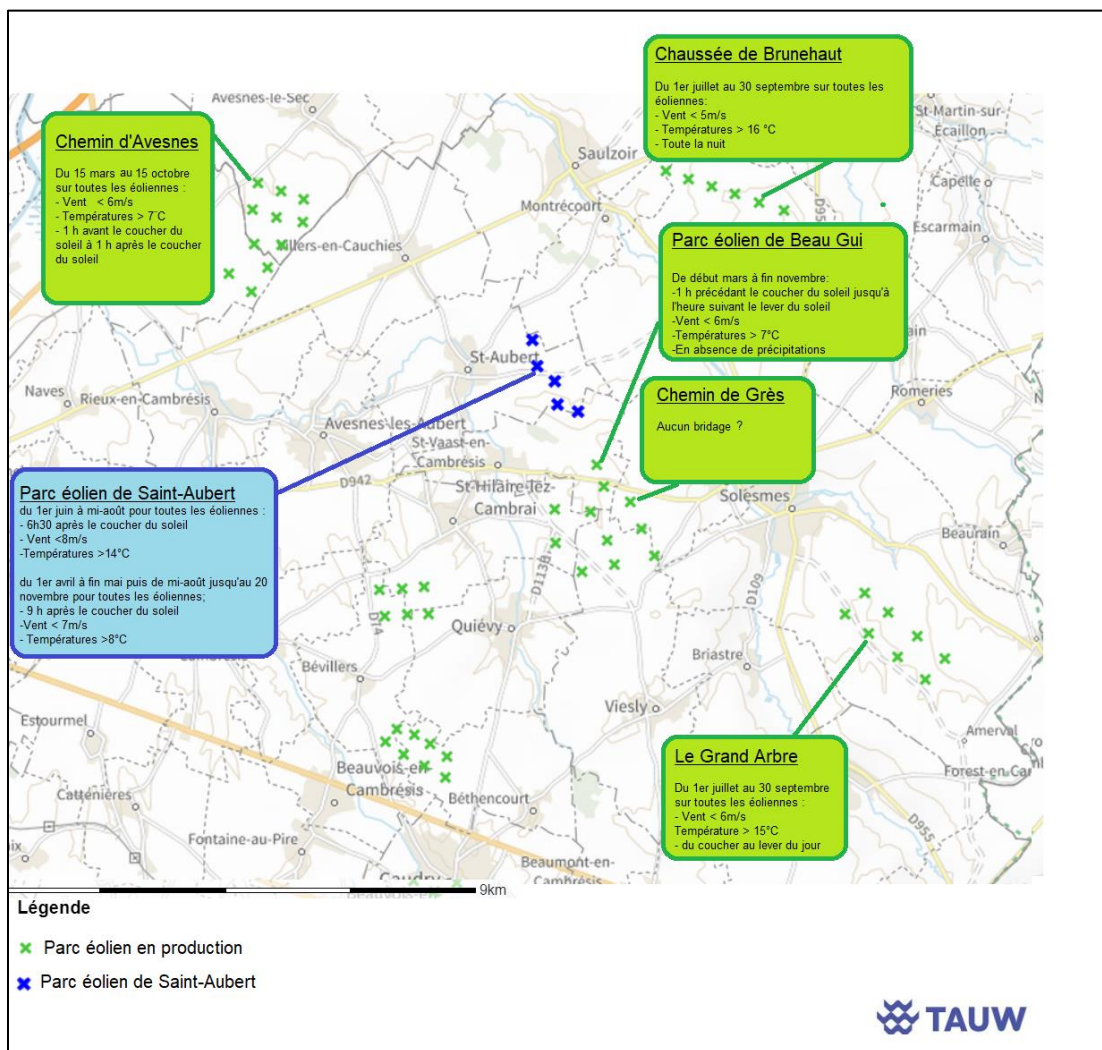 Chaussée de Brunehaut
Du 1er juillet au 30 septembre sur toutes les
éoliennes:
- Vent < 5m/s
- Températures > 16 °C
- Toute la nuit
Avesnes-le-Sec
St-Martin-sur-
Écaillon
Chemin d'Avesnes
Du 15 mars au 15 octobre
sur toutes les éoliennes :
- Vent < 6m/s
- Températures > 7°C
- 1 h avant le coucher du
soleil à 1 h après le coucher
du soleil
Saulzoir
Capelle
D95
Montrécourt
Escarmain
Villers-en-Cauchies
Parc éolien de Beau Gui
De début mars à fin novembre:
-1 h précédant le coucher du soleil jusqu'à
l'heure suivant le lever du soleil
-Vent < 6m/s
-Températures > 7°C
-En absence de précipitations
St-Aubert
Naves
Rieux-en-Cambrésis
Romeries
Chemin de Grès
Aucun bridage ?
Avesnes-les-Aubert
St-Vaast-en-
Cambrésis
D942
St-Hilaire-lez-
Cambrai
Solesmes
Parc éolien de Saint-Aubert
du 1er juin à mi-août pour toutes les éoliennes :
- 6h30 après le coucher du soleil
- Vent <8m/s
-Températures >14°C
du 1er avril à fin mai puis de mi-août jusqu'au 20
novembre pour toutes les éoliennes;
- 9 h après le coucher du soleil
-Vent < 7m/s
- Températures >8°C
Beaurain
D113B
D109
D74
Quiévy
Cambrésis
Bévillers
Briastre
Viesly
Estourmel
Amerval
Le Grand Arbre
Du 1er juillet au 30 septembre
sur toutes les éoliennes :
- Vent < 6m/s
Température > 15°C
- du coucher au lever du jour
Forest-en-Cam
Beauvois-en-
Cambrésis
Béthencourt
Cattenières
D955
Fontaine-au-Pire
Beaumont-en-
Cambrésis
Caudry
9km
Légende
Parc éolien en production
Parc éolien de Saint-Aubert
TAUW